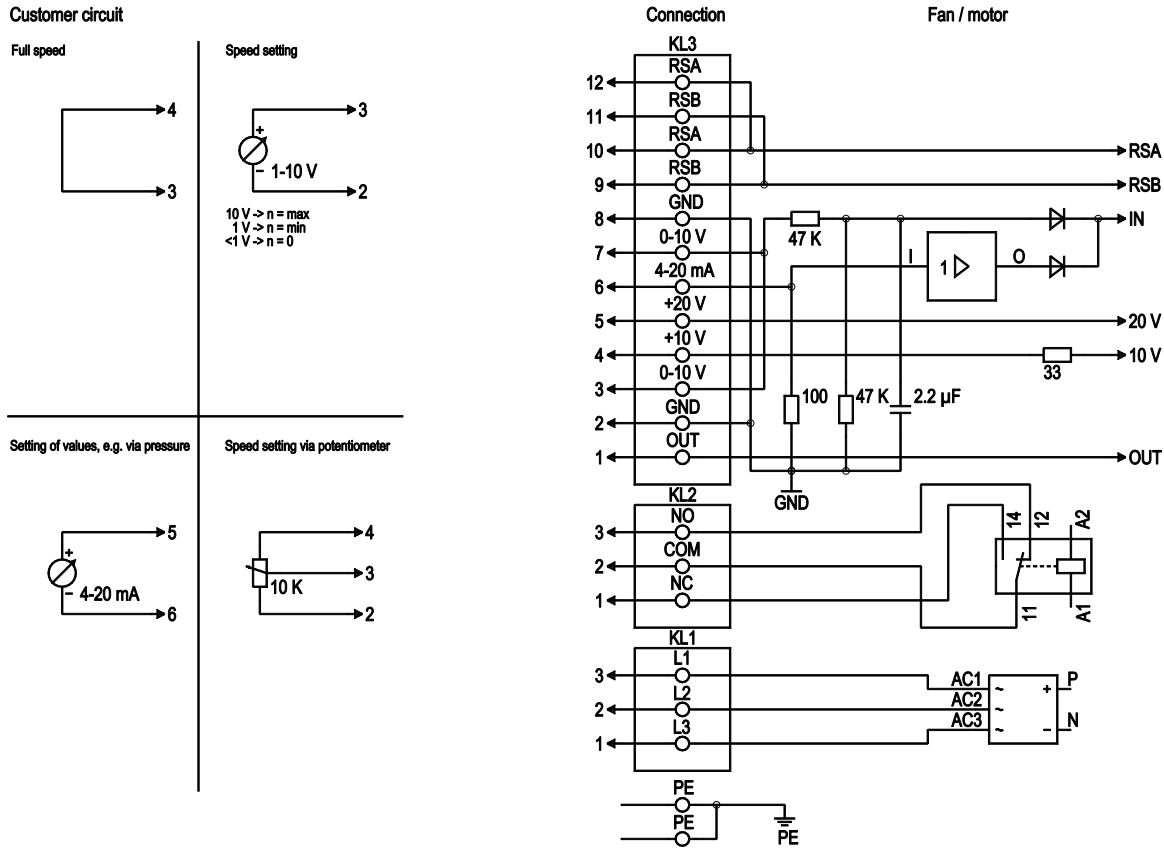 Customer circuit
Connection
Fan / motor
Full speed
4
3
Speed setting
3
+
1-10 V
–
2
10 V -> n = max
1 V -> n = min
<1 V -> n = 0
Setting of values, e.g. via pressure
5
+
4-20 mA
–
6
Speed setting via potentiometer
4
3
10 K
2
KL3
12 RSA
11 RSB
10 RSA RSA
9 RSB RSB
8 GND 47 K IN
7 0-10 V
I 1 O
6 4-20 mA
5 +20 V 20 V
4 +10 V 33 10 V
3 0-10 V
100 47 K 2.2 µF
2 GND
1 OUT OUT
GND
KL2
3 NO
2 COM
1 NC
14 12 A2
11 A1
KL1
3 L1 AC1 ~ + P
2 L2 AC2 ~
1 L3 AC3 ~ – N
PE
PE
PE